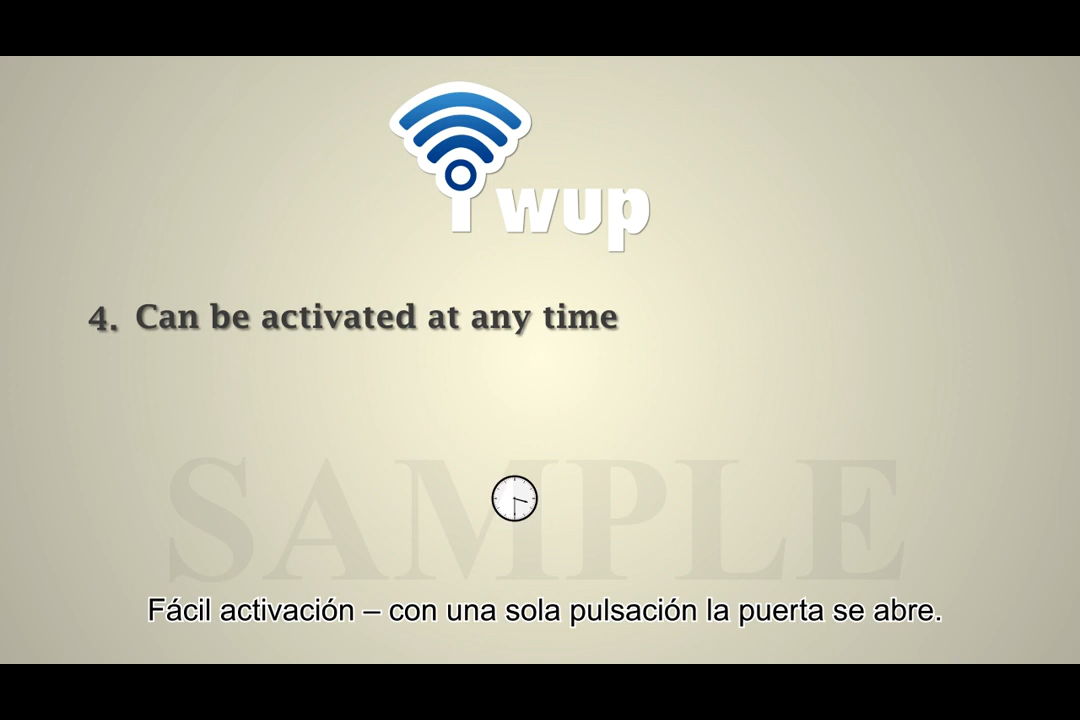 i wup
4. Can be activated at any time
SAMPLE
Fácil activación – con una sola pulsación la puerta se abre.